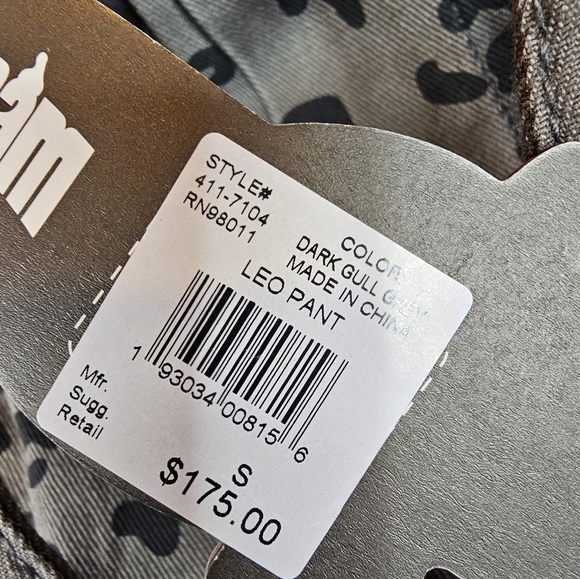 am
STYLE#
411-7104
RN98011
COLOR
DARK GULL GREY
MADE IN CHINA
LEO PANT
1 93034 00815 6
Mfr.
Sugg.
Retail
S
$175.00